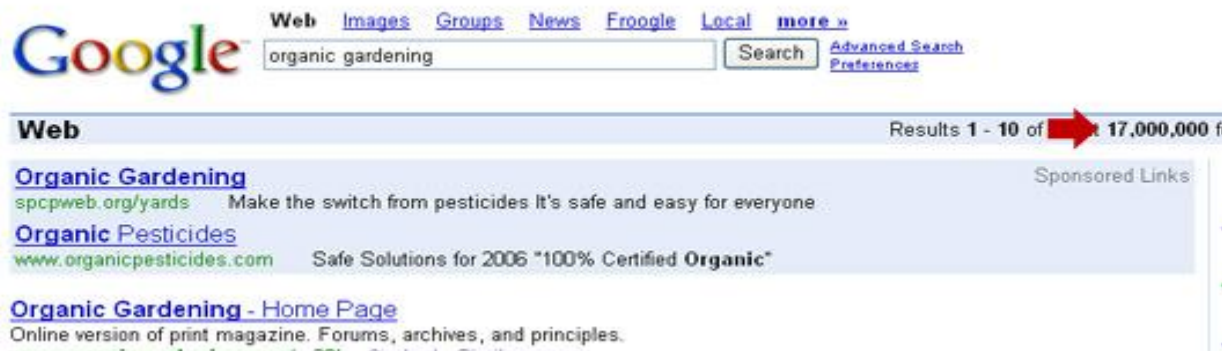 Google
Web Images Groups News Froogle Local more »
organic gardening Search Advanced Search
Preferences
Web Results 1 - 10 of 17,000,000 f
Organic Gardening Sponsored Links
spcpweb.org/yards Make the switch from pesticides It's safe and easy for everyone
Organic Pesticides
www.organicpesticides.com Safe Solutions for 2006 "100% Certified Organic"
Organic Gardening - Home Page
Online version of print magazine. Forums, archives, and principles.